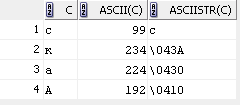 C ASCII(C) ASCIISTR(C)
1 c 99 c
2 к 234 \043A
3 а 224 \0430
4 А 192 \0410